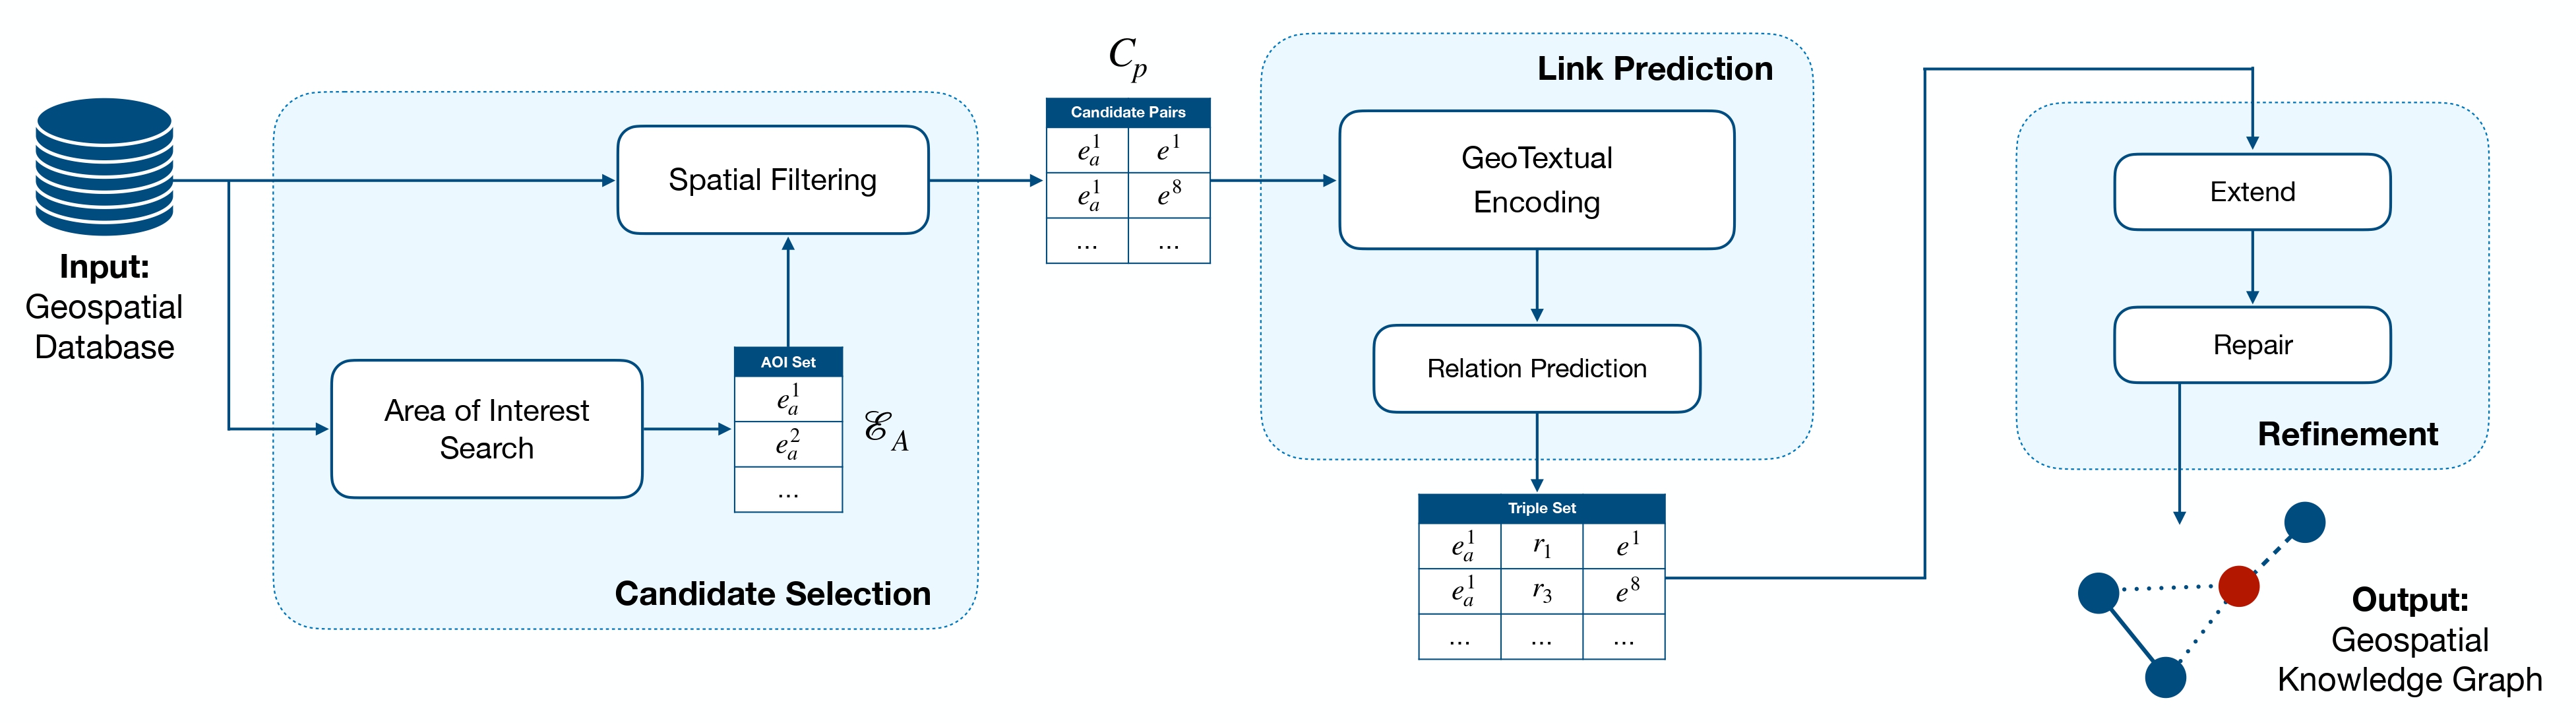 Input:
Geospatial
Database
Spatial Filtering
Area of Interest
Search
AOI Set
e_a^1
e_a^2
...
ℰ_A
Candidate Selection
C_p
Candidate Pairs
e_a^1 e^1
e_a^1 e^8
... ...
Link Prediction
GeoTextual
Encoding
Relation Prediction
Triple Set
e_a^1 r_1 e^1
e_a^1 r_3 e^8
... ... ...
Extend
Repair
Refinement
Output:
Geospatial
Knowledge Graph